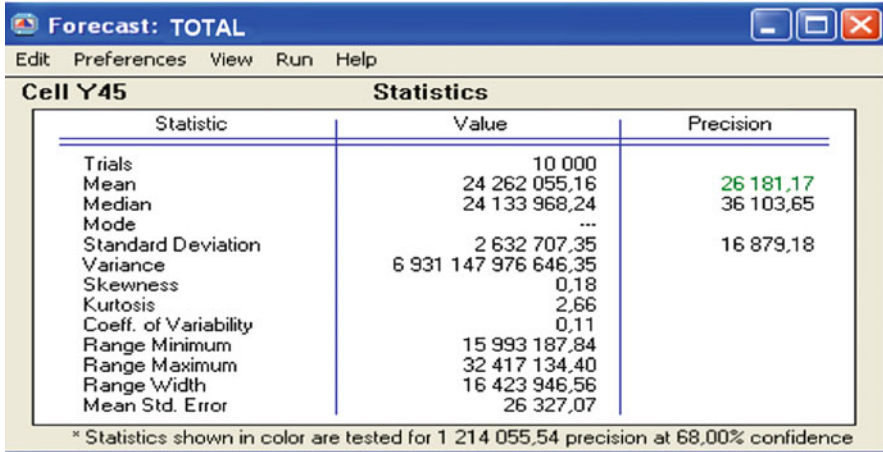 Forecast: TOTAL
Edit Preferences View Run Help
Cell Y45 Statistics
Statistic Value Precision
Trials 10 000
Mean 24 262 055,16 26 181,17
Median 24 133 968,24 36 103,65
Mode ---
Standard Deviation 2 632 707,35 16 879,18
Variance 6 931 147 976 646,35
Skewness 0,18
Kurtosis 2,66
Coeff. of Variability 0,11
Range Minimum 15 993 187,84
Range Maximum 32 417 134,40
Range Width 16 423 946,56
Mean Std. Error 26 327,07
* Statistics shown in color are tested for 1 214 055,54 precision at 68,00% confidence